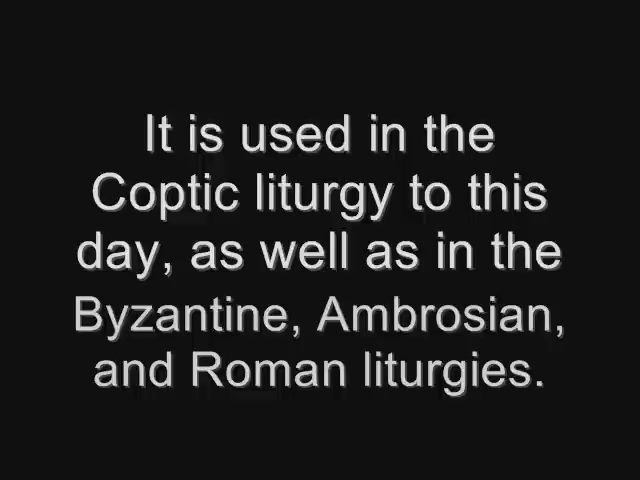 It is used in the
Coptic liturgy to this
day, as well as in the
Byzantine, Ambrosian,
and Roman liturgies.